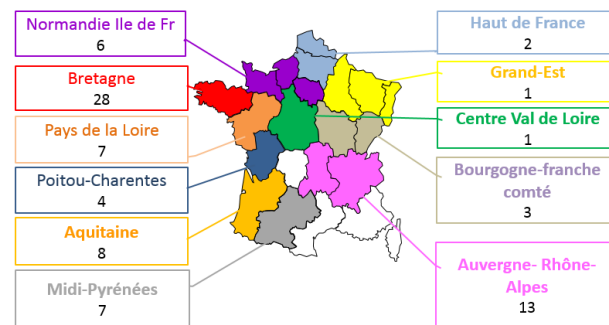 Normandie Ile de Fr
6
Bretagne
28
Pays de la Loire
7
Poitou-Charentes
4
Aquitaine
8
Midi-Pyrénées
7
Haut de France
2
Grand-Est
1
Centre Val de Loire
1
Bourgogne-franche
comté
3
Auvergne- Rhône-
Alpes
13